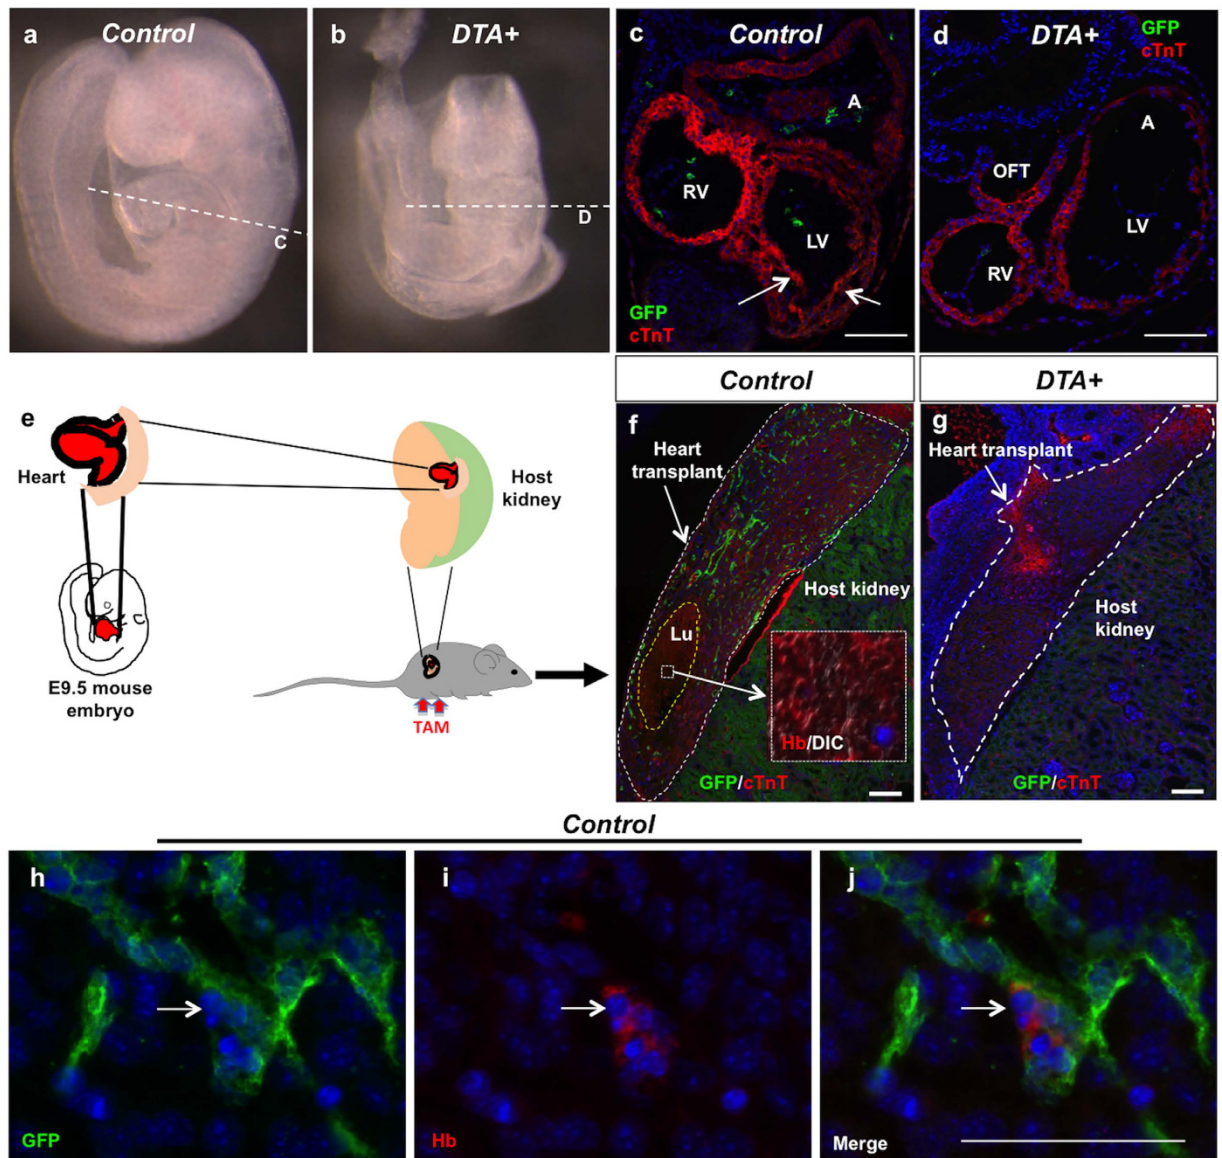 a Control
b DTA+
c Control
d DTA+
GFP
cTnT
A
RV
LV
GFP
cTnT
A
OFT
LV
RV
C
D
e
Heart
Host
kidney
E9.5 mouse
embryo
TAM
Control
DTA+
f
Heart
transplant
Host kidney
Lu
Hb/DIC
GFP/cTnT
g
Heart transplant
Host
kidney
GFP/cTnT
Control
h
GFP
i
Hb
j
Merge